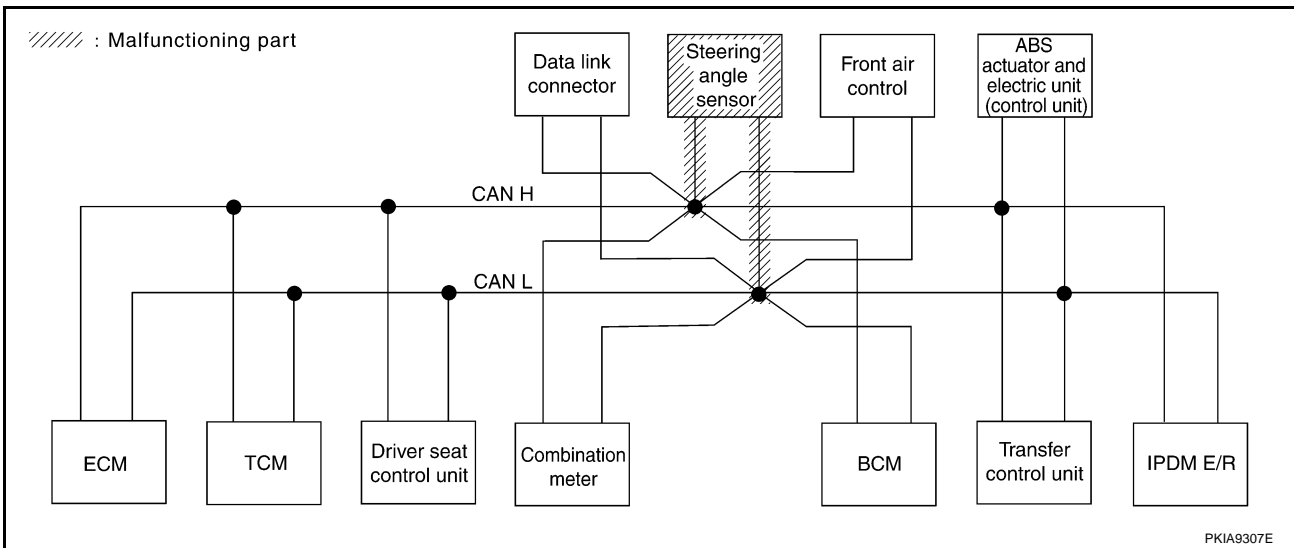 : Malfunctioning part
Data link
connector
Steering
angle
sensor
Front air
control
ABS
actuator and
electric unit
(control unit)
CAN H
CAN L
ECM
TCM
Driver seat
control unit
Combination
meter
BCM
Transfer
control unit
IPDM E/R
PKIA9307E